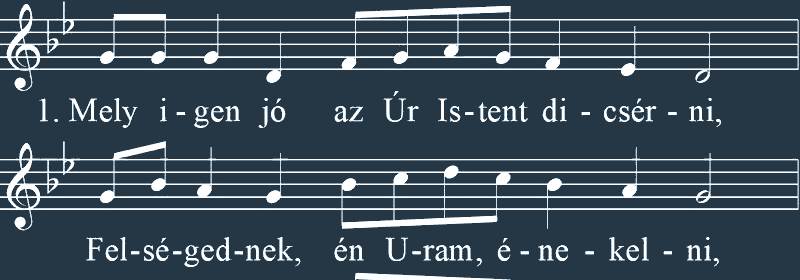 1. Mely i - gen jó az Úr Is-tent di - csér - ni,
Fel-sé-ged-nek, én U-ram, é - ne - kel - ni,